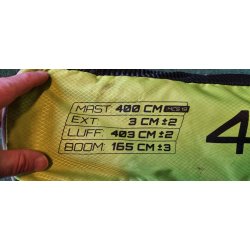 MAST: 400 CM
EXT: 3 CM ±2
LUFF: 403 CM ±2
BOOM: 165 CM ±3
4